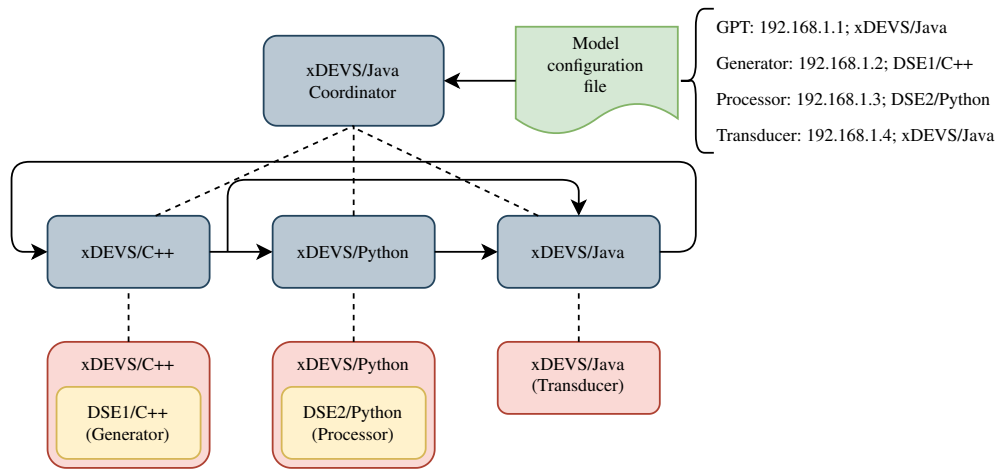 xDEVS/Java
Coordinator
Model
configuration
file
GPT: 192.168.1.1; xDEVS/Java
Generator: 192.168.1.2; DSE1/C++
Processor: 192.168.1.3; DSE2/Python
Transducer: 192.168.1.4; xDEVS/Java
xDEVS/C++
xDEVS/Python
xDEVS/Java
xDEVS/C++
DSE1/C++
(Generator)
xDEVS/Python
DSE2/Python
(Processor)
xDEVS/Java
(Transducer)